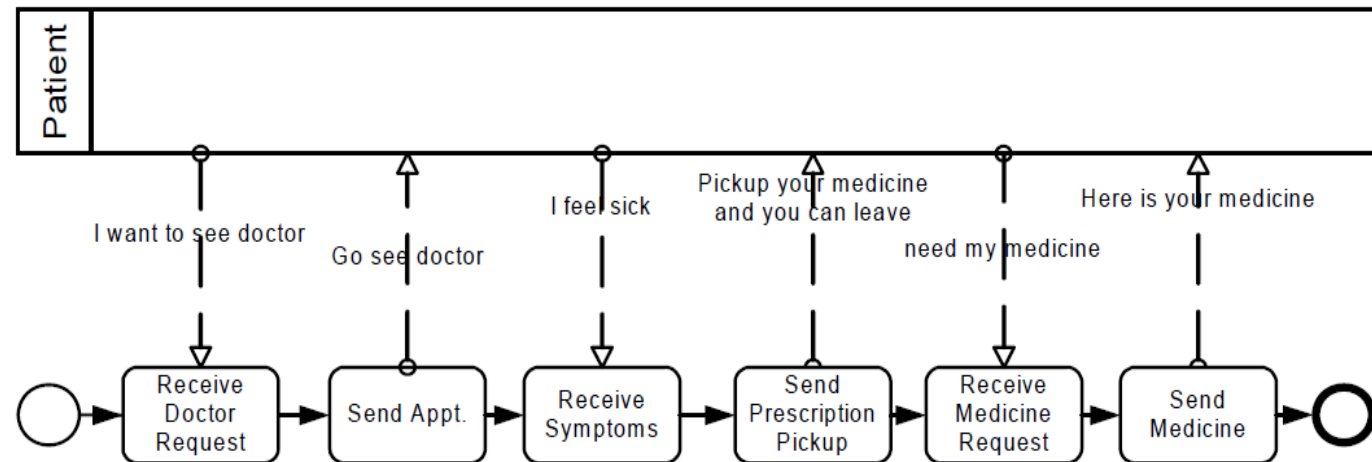 Patient
I want to see doctor
Go see doctor
I feel sick
Pickup your medicine
and you can leave
need my medicine
Here is your medicine
Receive
Doctor
Request
Send Appt.
Receive
Symptoms
Send
Prescription
Pickup
Receive
Medicine
Request
Send
Medicine